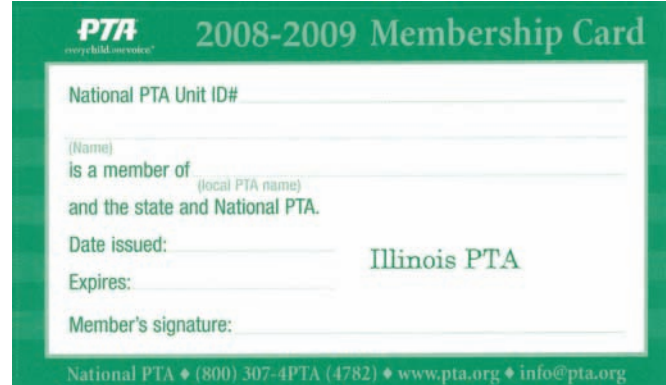 PTA 2008-2009 Membership Card
everychild.onevoice.®
National PTA Unit ID#
(Name)
is a member of
(local PTA name)
and the state and National PTA.
Date issued:
Illinois PTA
Expires:
Member's signature:
National PTA ♦ (800) 307-4PTA (4782) ♦ www.pta.org ♦ info@pta.org